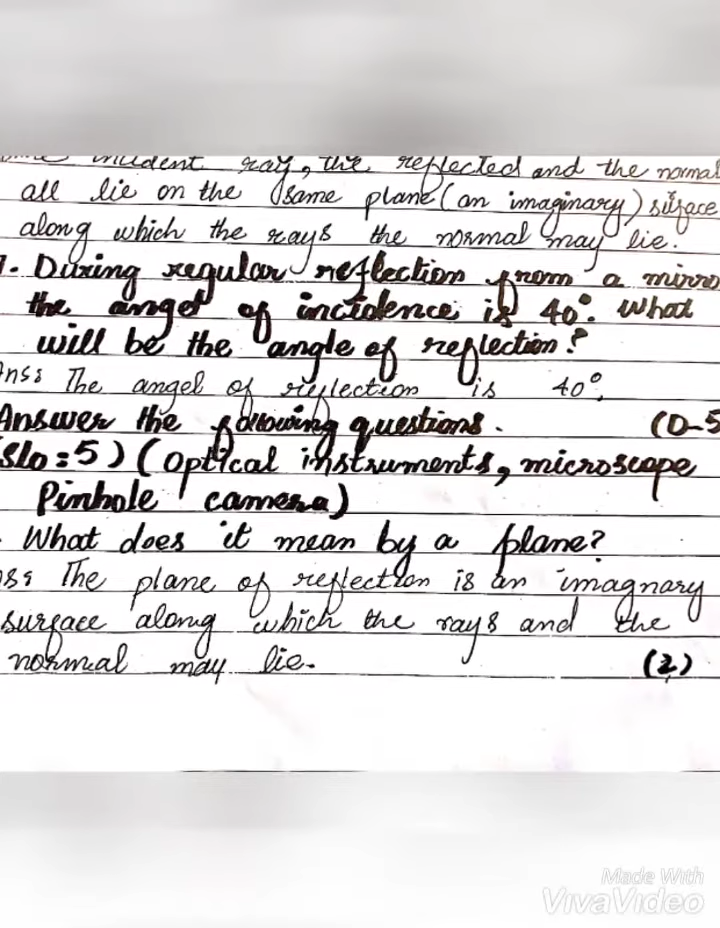 incident ray, the reflected and the normal
all lie on the same plane (an imaginary) surface
along which the rays the normal may lie.
. During regular reflection from a mirro
the angel of incidence is 40°. What
will be the angle of reflection?
ns: The angel of reflection is 40°.
Answer the following questions. (0-5
(Slo=5) (Optical instruments, microscope
Pinhole camera)
. What does it mean by a plane?
s: The plane of reflection is an imagnary
surface along which the rays and the
normal may lie. (2)
Made With
VivaVideo